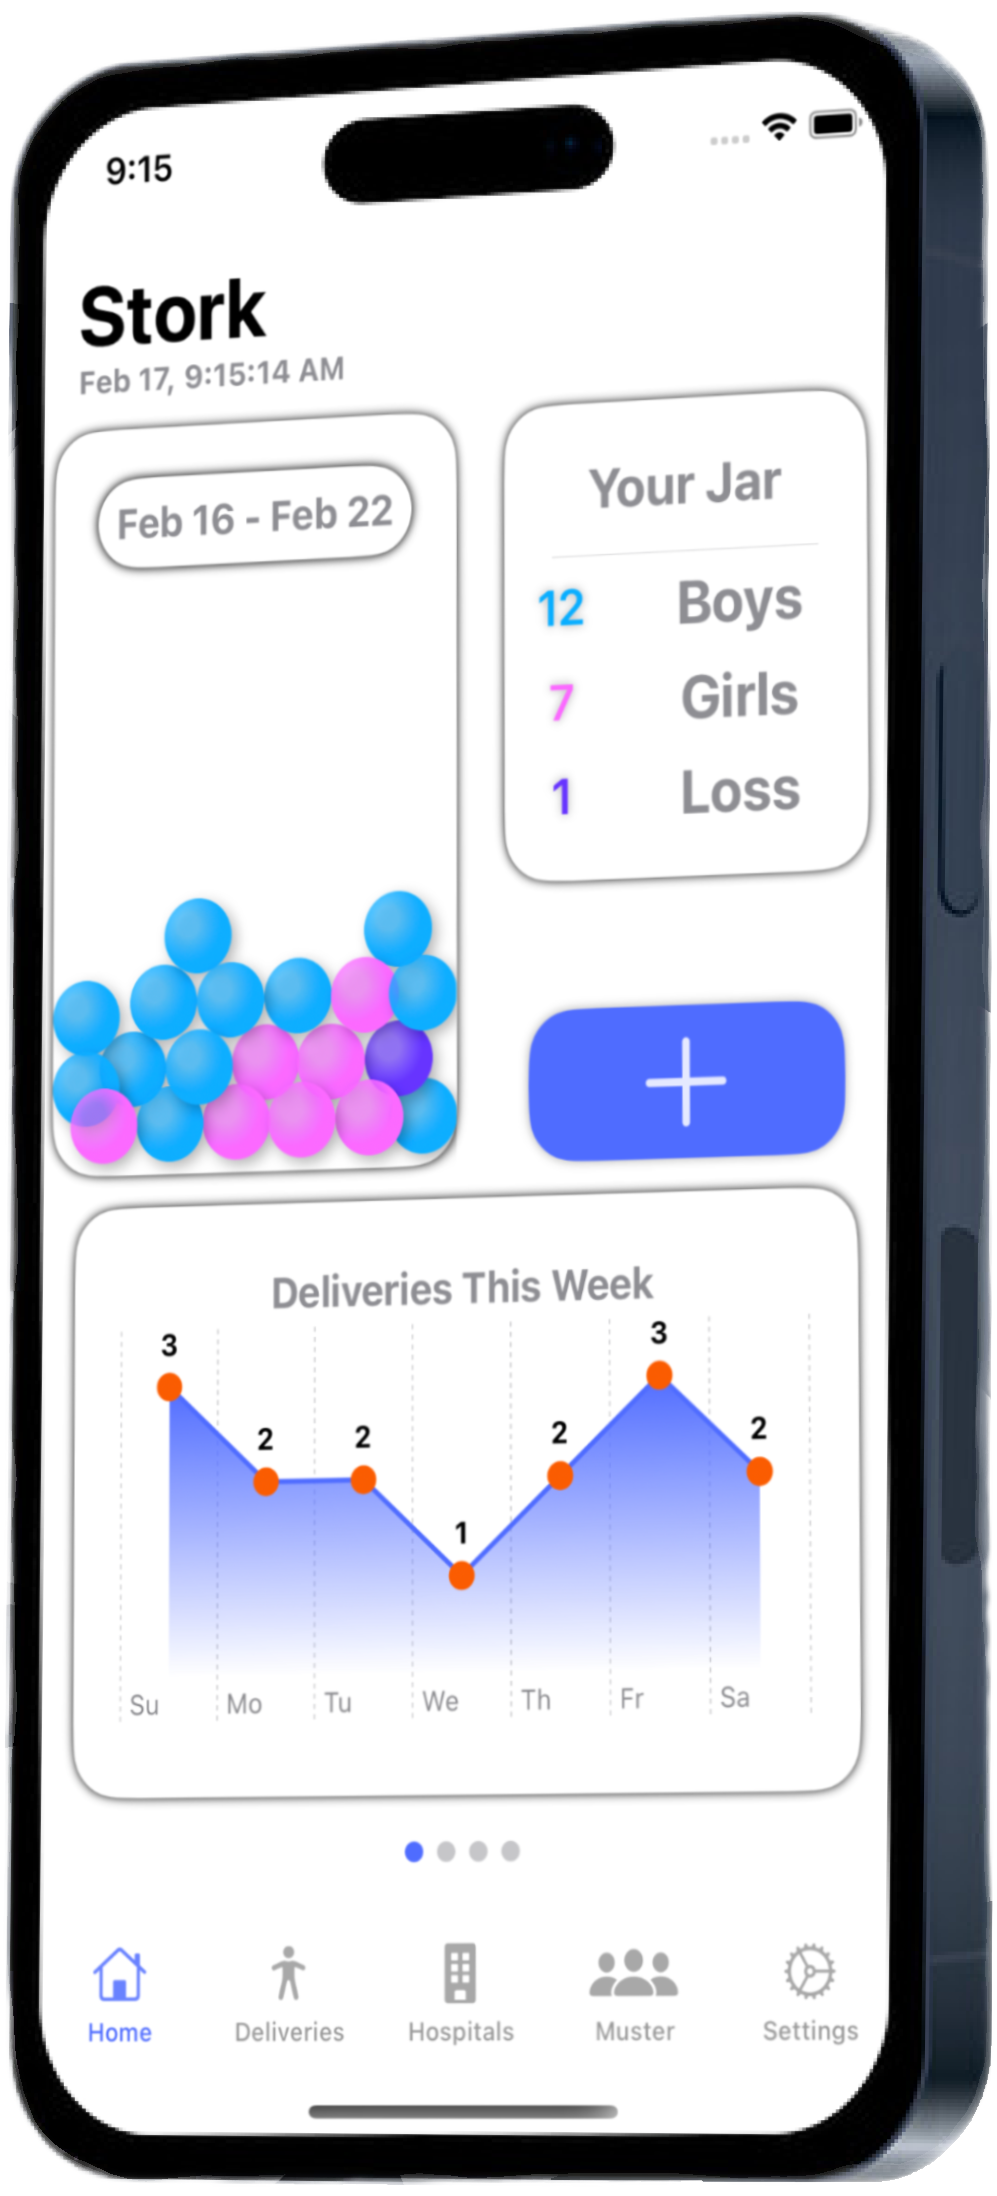 9:15
Stork
Feb 17, 9:15:14 AM
Feb 16 - Feb 22
Your Jar
12 Boys
7 Girls
1 Loss
Deliveries This Week
3
2
2
1
2
3
2
Su Mo Tu We Th Fr Sa
Home Deliveries Hospitals Muster Settings